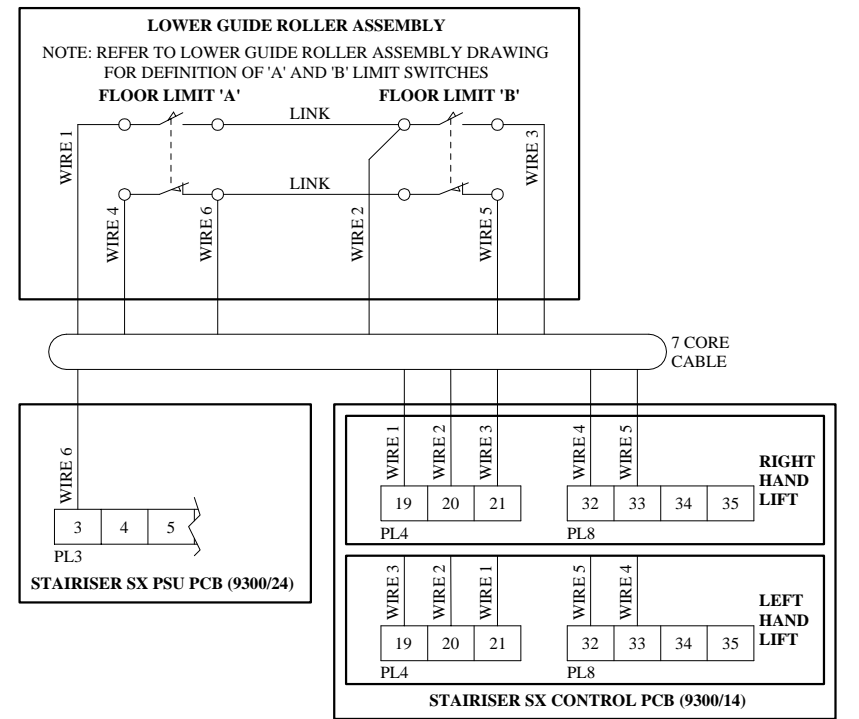 LOWER GUIDE ROLLER ASSEMBLY
NOTE: REFER TO LOWER GUIDE ROLLER ASSEMBLY DRAWING
FOR DEFINITION OF 'A' AND 'B' LIMIT SWITCHES
FLOOR LIMIT 'A'
FLOOR LIMIT 'B'
LINK
WIRE 1
WIRE 3
LINK
WIRE 4
WIRE 6
WIRE 2
WIRE 5
7 CORE
CABLE
WIRE 6
3 4 5
PL3
STAIRISER SX PSU PCB (9300/24)
WIRE 1
WIRE 2
WIRE 3
WIRE 4
WIRE 5
19 20 21
32 33 34 35
PL4
PL8
RIGHT
HAND
LIFT
WIRE 3
WIRE 2
WIRE 1
WIRE 5
WIRE 4
19 20 21
32 33 34 35
PL4
PL8
LEFT
HAND
LIFT
STAIRISER SX CONTROL PCB (9300/14)